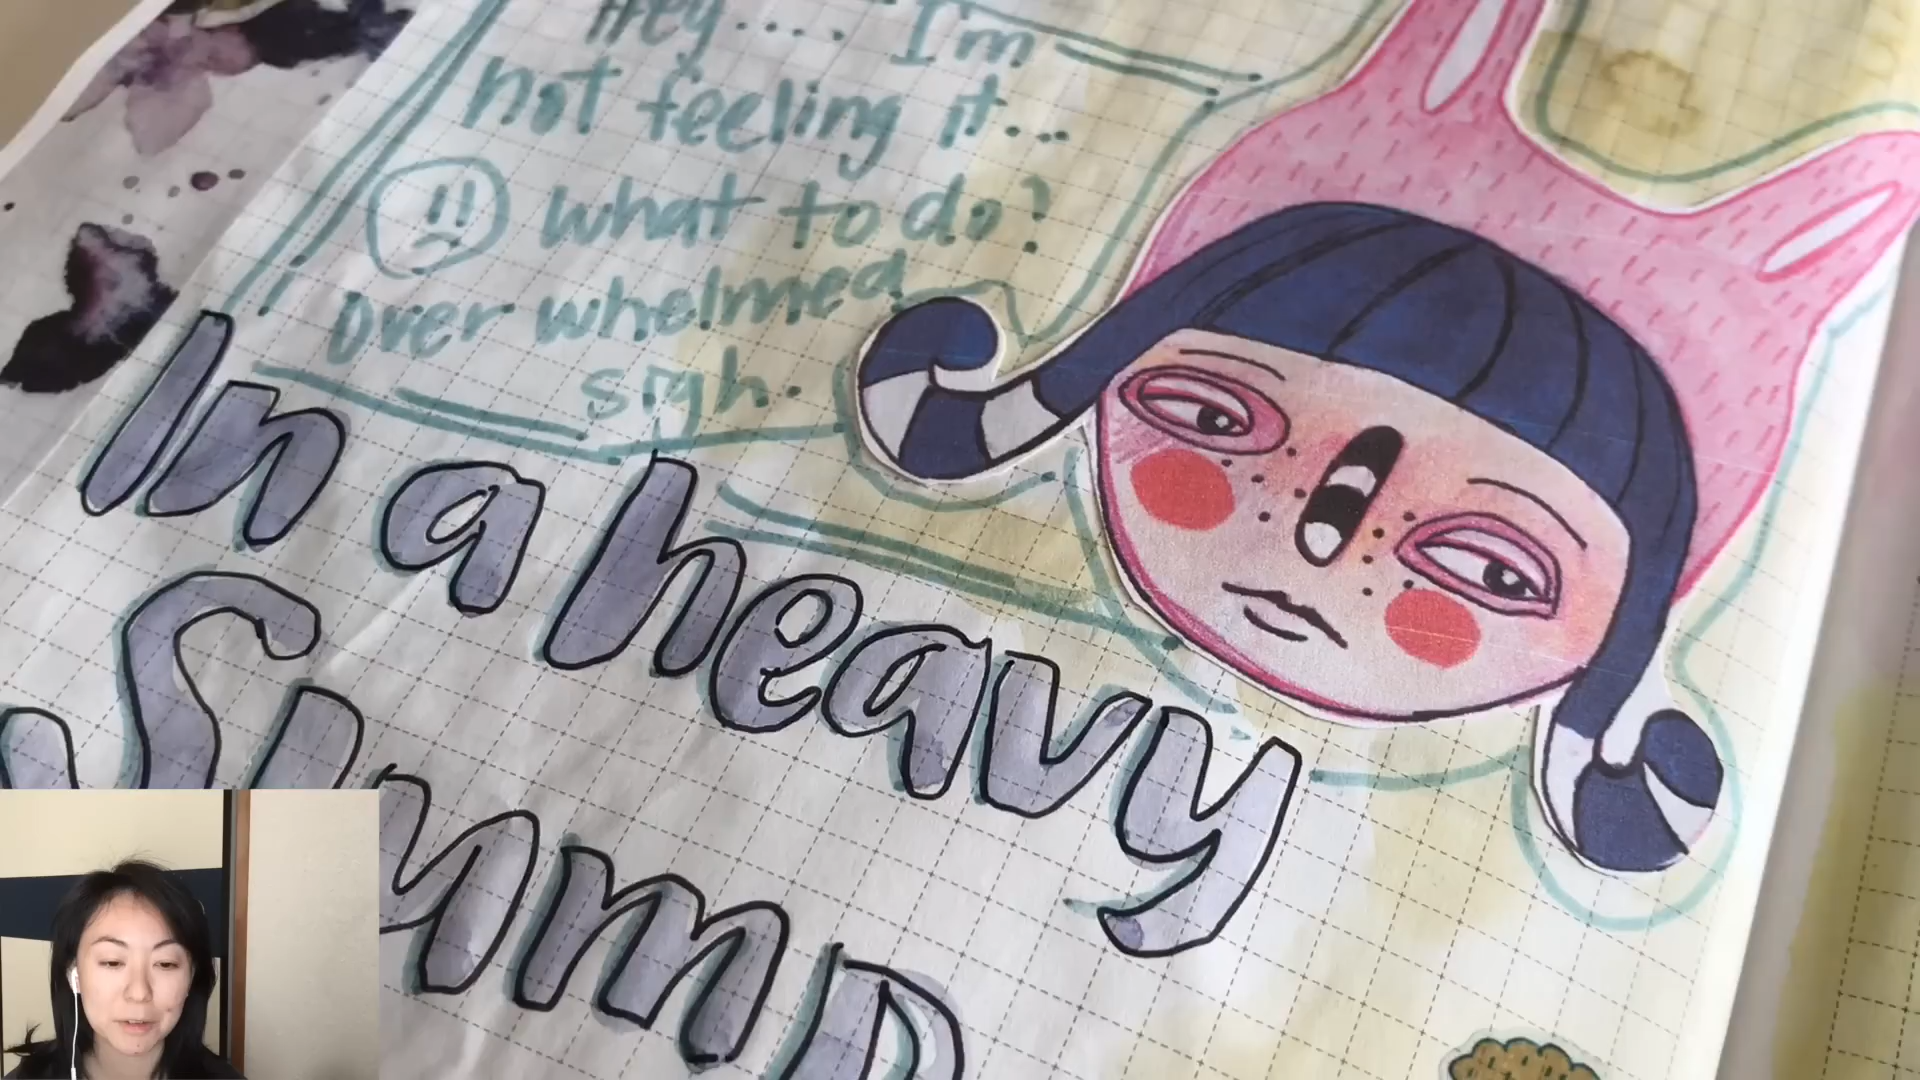 Hey.... I'm
not feeling it...
what to do?
over whelmed
sigh.
In a heavy
Slump